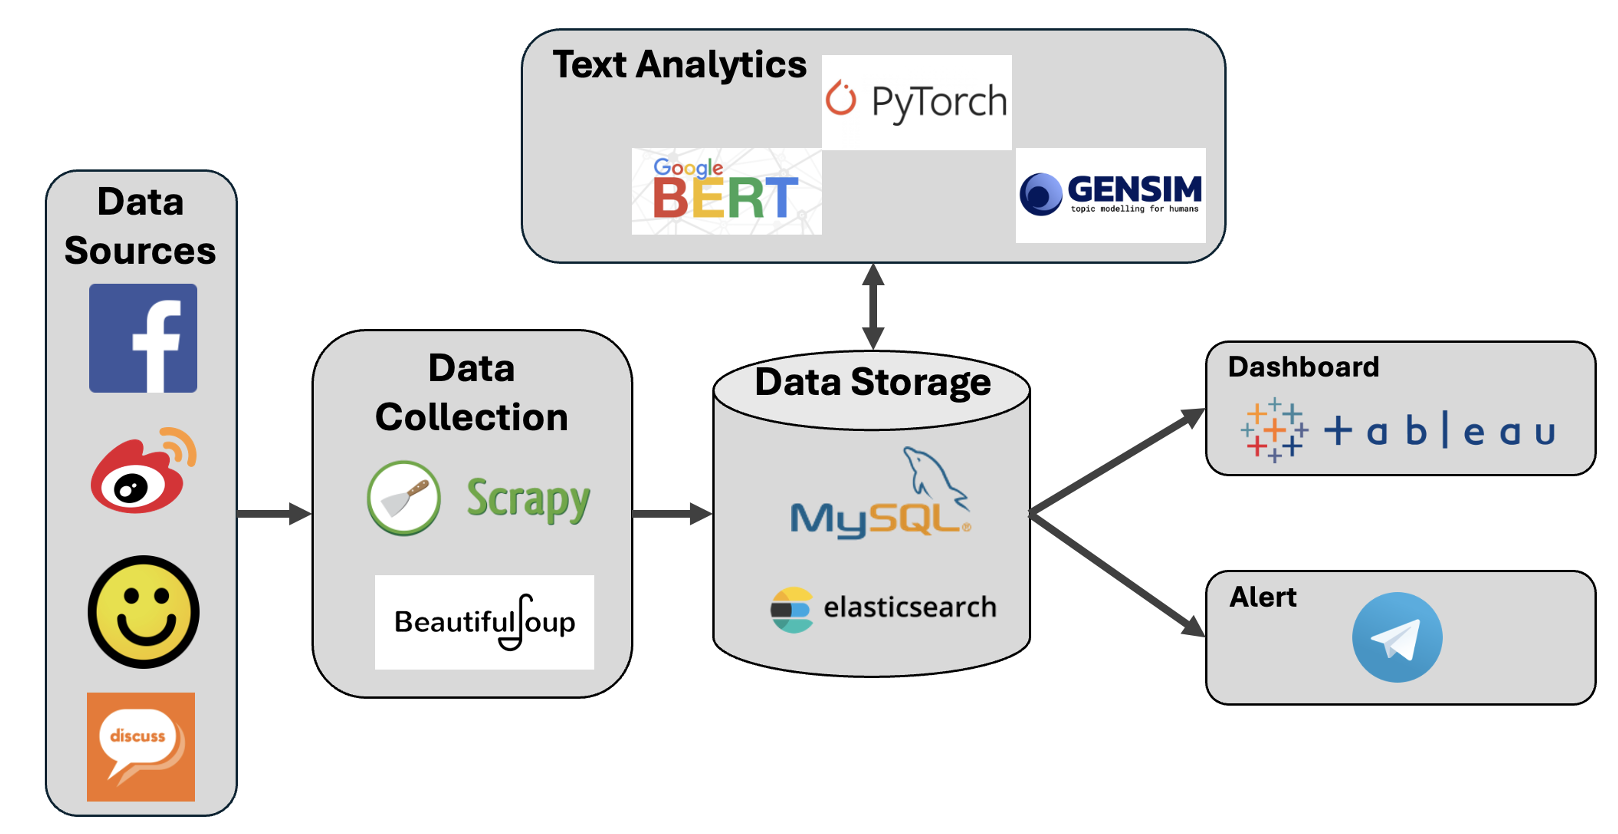 Text Analytics
PyTorch
Google
BERT
GENSIM
topic modelling for humans
Data
Sources
discuss
Data
Collection
Scrapy
BeautifulSoup
Data Storage
MySQL®
elasticsearch
Dashboard
+ableau
Alert